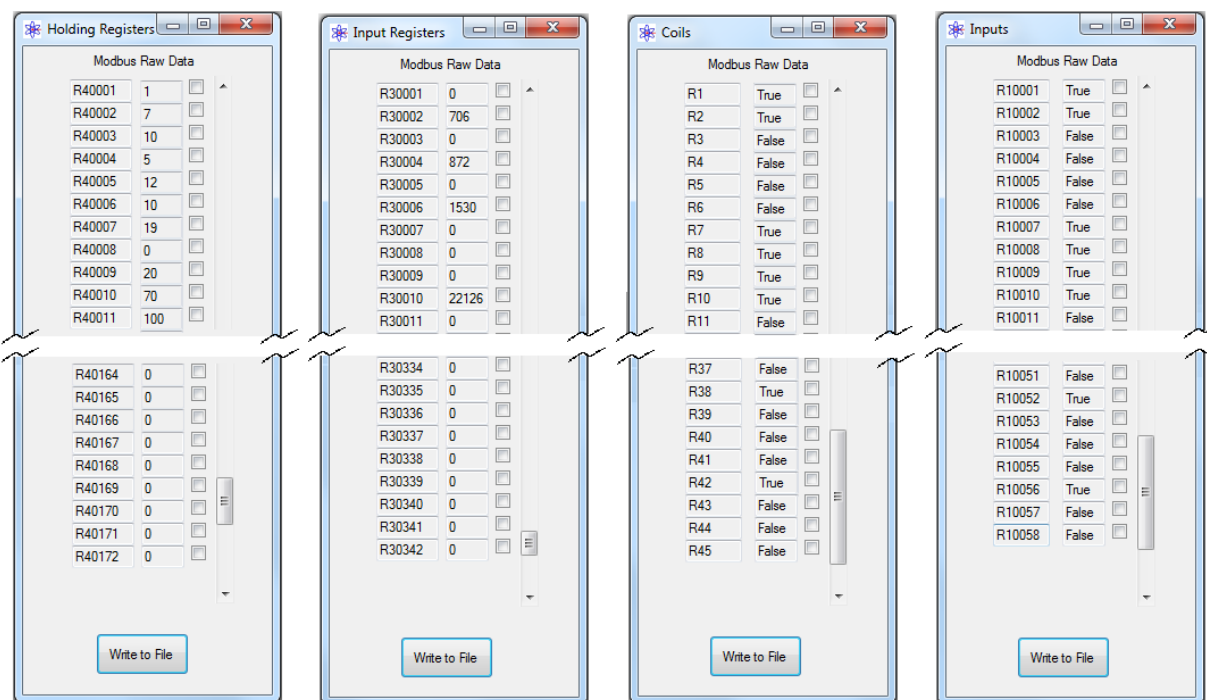 Holding Registers
Modbus Raw Data
R40001 1
R40002 7
R40003 10
R40004 5
R40005 12
R40006 10
R40007 19
R40008 0
R40009 20
R40010 70
R40011 100
R40164 0
R40165 0
R40166 0
R40167 0
R40168 0
R40169 0
R40170 0
R40171 0
R40172 0
Write to File
Input Registers
Modbus Raw Data
R30001 0
R30002 706
R30003 0
R30004 872
R30005 0
R30006 1530
R30007 0
R30008 0
R30009 0
R30010 22126
R30011 0
R30334 0
R30335 0
R30336 0
R30337 0
R30338 0
R30339 0
R30340 0
R30341 0
R30342 0
Write to File
Coils
Modbus Raw Data
R1 True
R2 True
R3 False
R4 False
R5 False
R6 False
R7 True
R8 True
R9 True
R10 True
R11 False
R37 False
R38 True
R39 False
R40 False
R41 False
R42 True
R43 False
R44 False
R45 False
Write to File
Inputs
Modbus Raw Data
R10001 True
R10002 True
R10003 False
R10004 False
R10005 False
R10006 False
R10007 True
R10008 True
R10009 True
R10010 True
R10011 False
R10051 False
R10052 True
R10053 False
R10054 False
R10055 False
R10056 True
R10057 False
R10058 False
Write to File